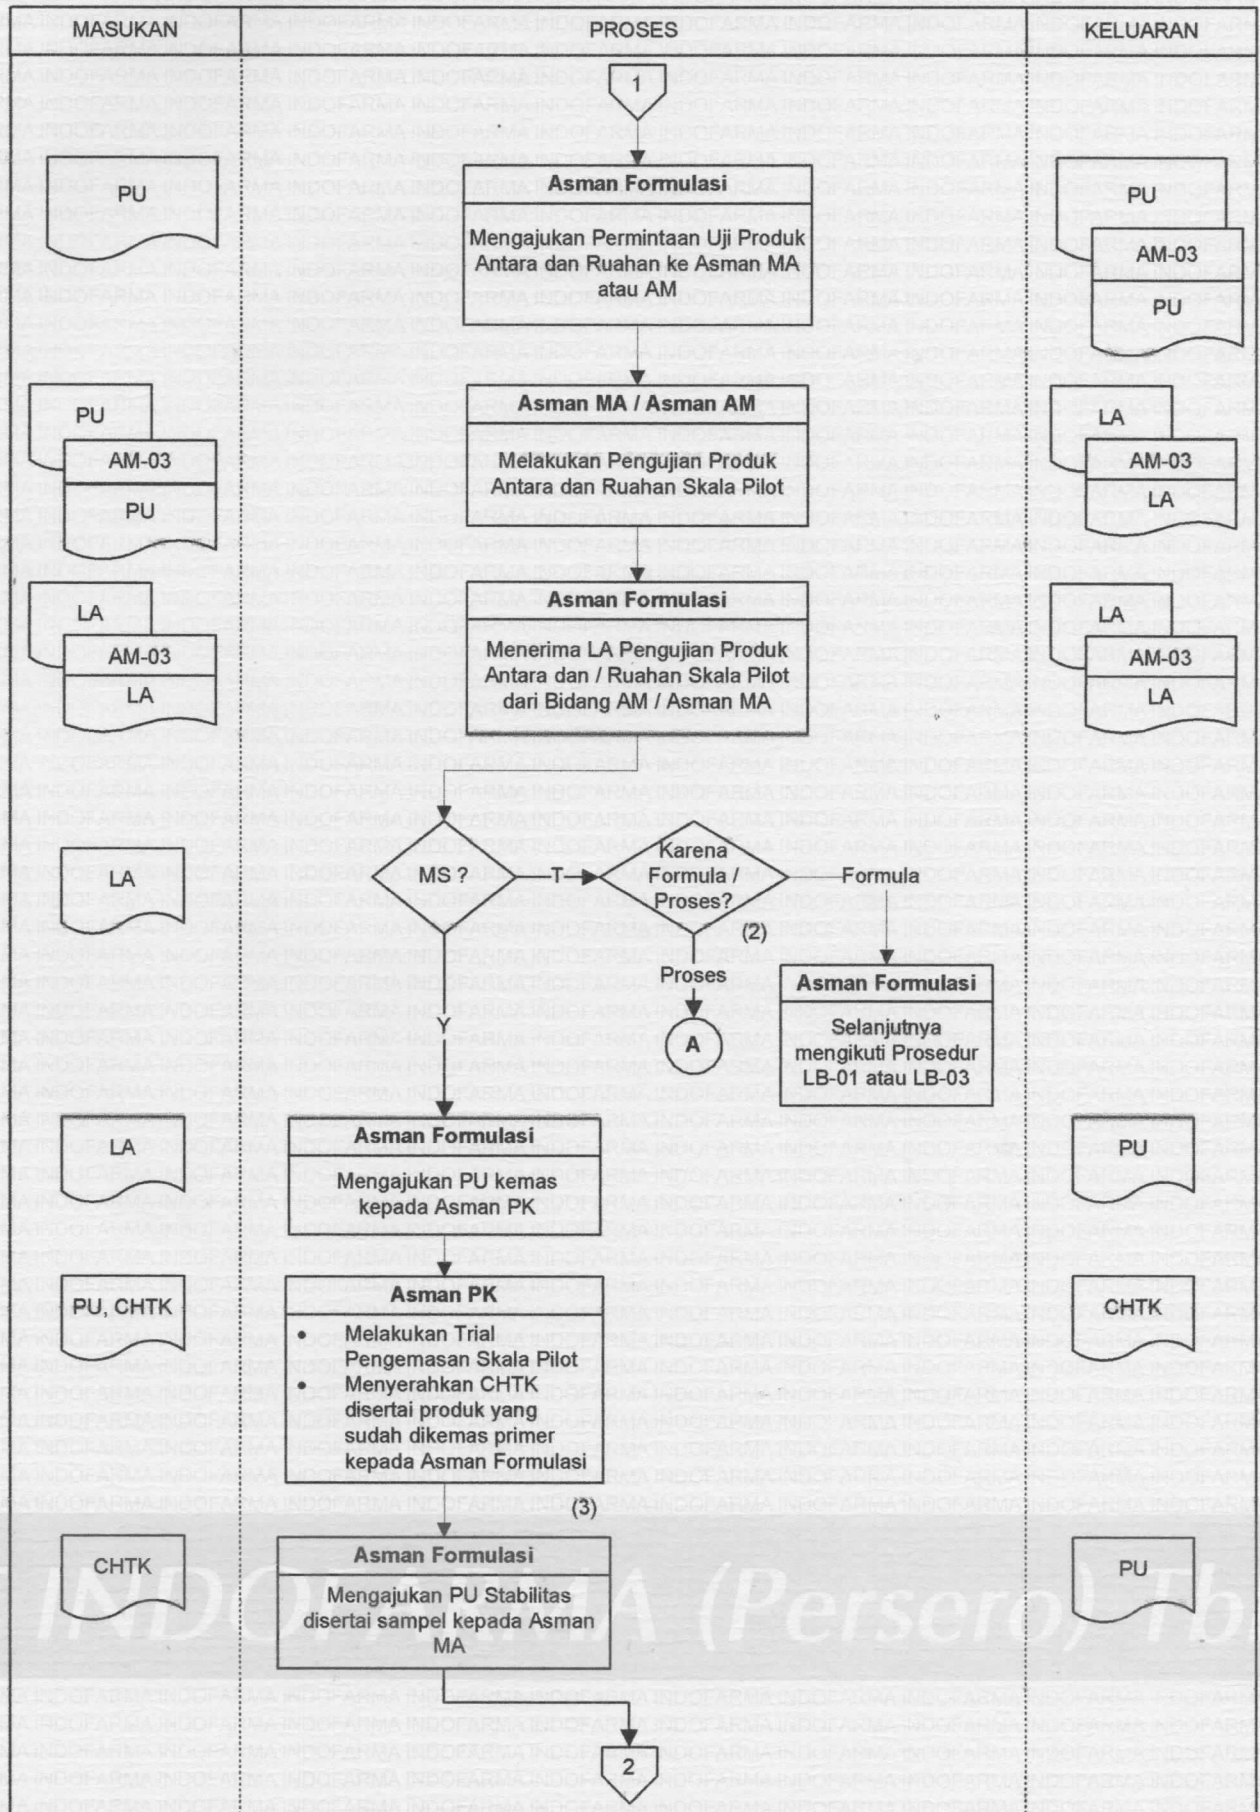 MASUKAN
PROSES
KELUARAN
1
PU
Asman Formulasi
Mengajukan Permintaan Uji Produk
Antara dan Ruahan ke Asman MA
atau AM
PU
AM-03
PU
PU
AM-03
PU
Asman MA / Asman AM
Melakukan Pengujian Produk
Antara dan Ruahan Skala Pilot
LA
AM-03
LA
LA
AM-03
LA
Asman Formulasi
Menerima LA Pengujian Produk
Antara dan / Ruahan Skala Pilot
dari Bidang AM / Asman MA
LA
AM-03
LA
LA
MS ?
T
Karena
Formula /
Proses?
Formula
(2)
Proses
A
Asman Formulasi
Selanjutnya
mengikuti Prosedur
LB-01 atau LB-03
Y
LA
Asman Formulasi
Mengajukan PU kemas
kepada Asman PK
PU
PU, CHTK
Asman PK
• Melakukan Trial
Pengemasan Skala Pilot
• Menyerahkan CHTK
disertai produk yang
sudah dikemas primer
kepada Asman Formulasi
CHTK
(3)
CHTK
Asman Formulasi
Mengajukan PU Stabilitas
disertai sampel kepada Asman
MA
PU
INDOFARMA (Persero) Tb
2